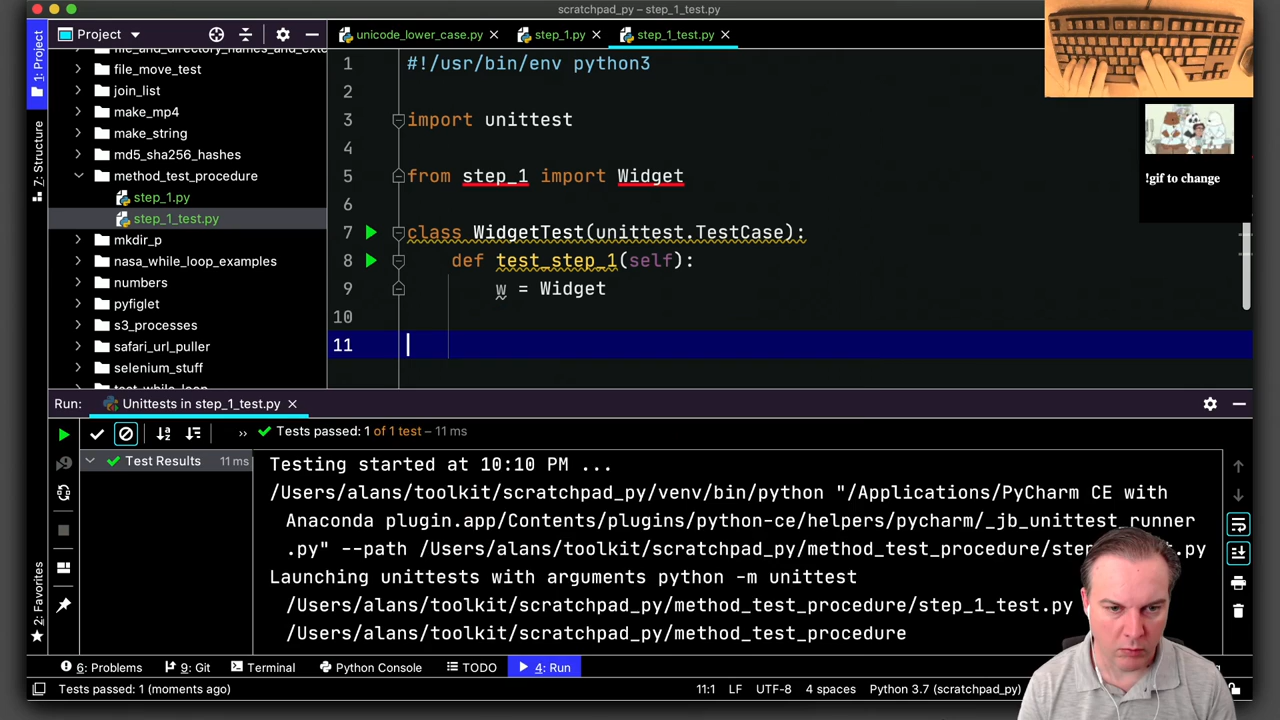 scratchpad_py – step_1_test.py
Project
unicode_lower_case.py
step_1.py
step_1_test.py
1: Project
7: Structure
2: Favorites
file_move_test
join_list
make_mp4
make_string
md5_sha256_hashes
method_test_procedure
step_1.py
step_1_test.py
mkdir_p
nasa_while_loop_examples
numbers
pyfiglet
s3_processes
safari_url_puller
selenium_stuff
1 #!/usr/bin/env python3
2
3 import unittest
4
5 from step_1 import Widget
6
7 class WidgetTest(unittest.TestCase):
8 def test_step_1(self):
9 w = Widget
10
11
!gif to change
Run: Unittests in step_1_test.py
» Tests passed: 1 of 1 test – 11 ms
Test Results 11 ms
Testing started at 10:10 PM ...
/Users/alans/toolkit/scratchpad_py/venv/bin/python "/Applications/PyCharm CE with
Anaconda plugin.app/Contents/plugins/python-ce/helpers/pycharm/_jb_unittest_runner
.py" --path /Users/alans/toolkit/scratchpad_py/method_test_procedure/step .py
Launching unittests with arguments python -m unittest
/Users/alans/toolkit/scratchpad_py/method_test_procedure/step_1_test.py
/Users/alans/toolkit/scratchpad_py/method_test_procedure
6: Problems
9: Git
Terminal
Python Console
TODO
4: Run
Tests passed: 1 (moments ago)
11:1 LF UTF-8 4 spaces Python 3.7 (scratchpad_py)